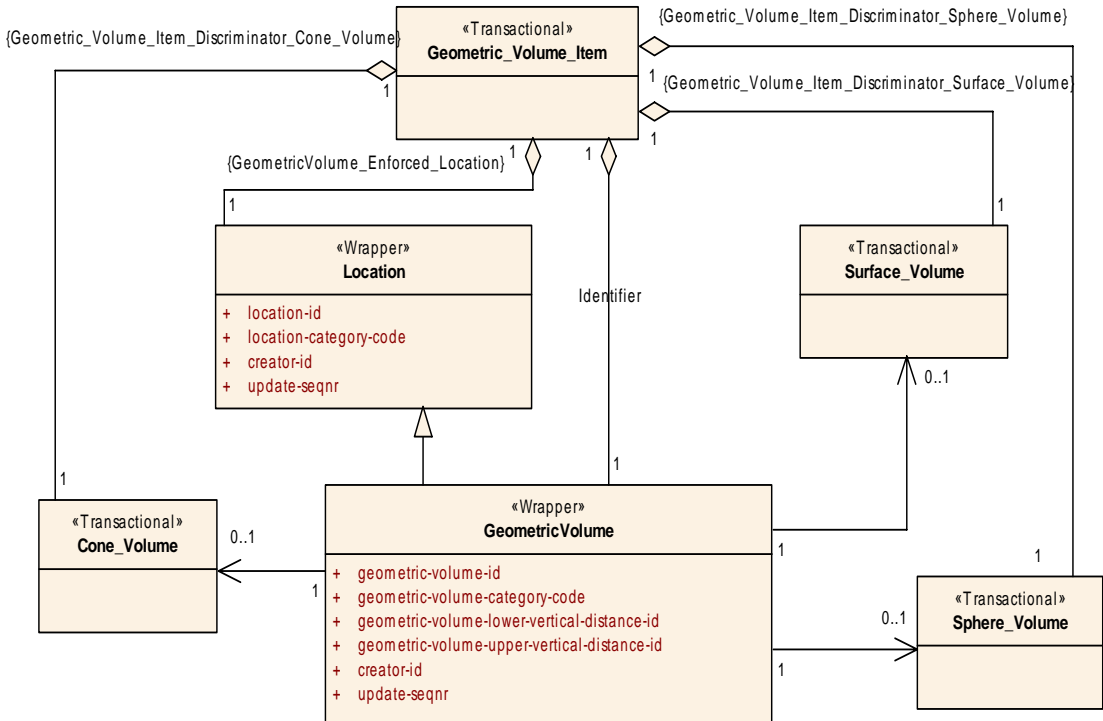 {Geometric_Volume_Item_Discriminator_Sphere_Volume}
{Geometric_Volume_Item_Discriminator_Cone_Volume}
«Transactional»
Geometric_Volume_Item
1
1
{Geometric_Volume_Item_Discriminator_Surface_Volume}
1
1
1
{GeometricVolume_Enforced_Location}
1
1
«Wrapper»
Location
+ location-id
+ location-category-code
+ creator-id
+ update-seqnr
Identifier
«Transactional»
Surface_Volume
0..1
1
1
«Transactional»
Cone_Volume
0..1
1
«Wrapper»
GeometricVolume
+ geometric-volume-id
+ geometric-volume-category-code
+ geometric-volume-lower-vertical-distance-id
+ geometric-volume-upper-vertical-distance-id
+ creator-id
+ update-seqnr
1
1
0..1
1
«Transactional»
Sphere_Volume